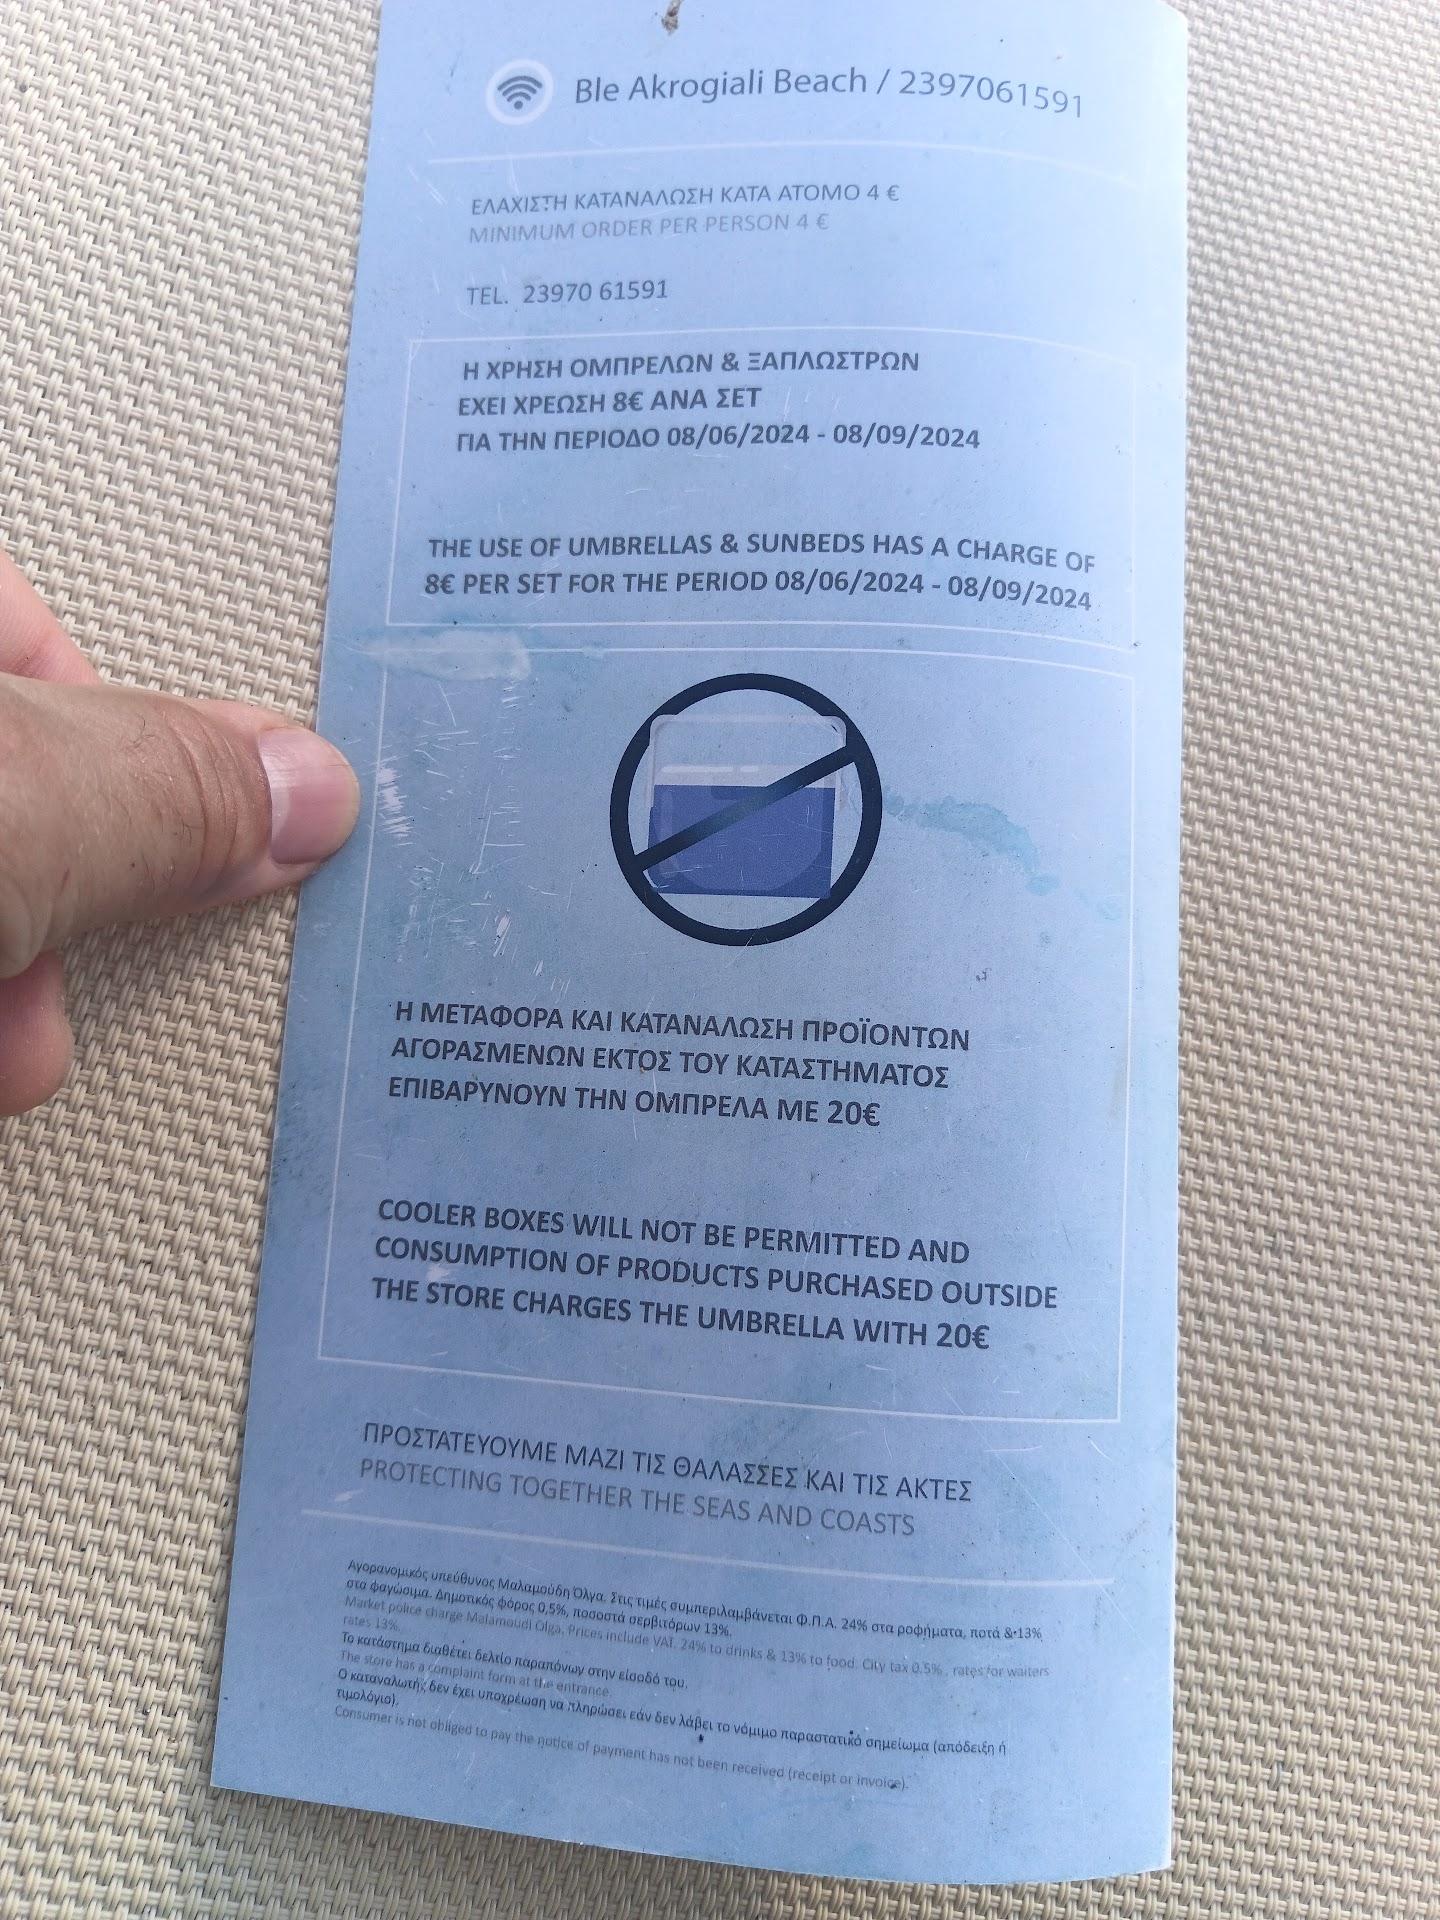 Ble Akrogiali Beach / 2397061591
ΕΛΑΧΙΣΤΗ ΚΑΤΑΝΑΛΩΣΗ ΚΑΤΑ ΑΤΟΜΟ 4 €
MINIMUM ORDER PER PERSON 4 €
TEL. 23970 61591
Η ΧΡΗΣΗ ΟΜΠΡΕΛΩΝ & ΞΑΠΛΩΣΤΡΩΝ
ΕΧΕΙ ΧΡΕΩΣΗ 8€ ΑΝΑ ΣΕΤ
ΓΙΑ ΤΗΝ ΠΕΡΙΟΔΟ 08/06/2024 - 08/09/2024
THE USE OF UMBRELLAS & SUNBEDS HAS A CHARGE OF
8€ PER SET FOR THE PERIOD 08/06/2024 - 08/09/2024
Η ΜΕΤΑΦΟΡΑ ΚΑΙ ΚΑΤΑΝΑΛΩΣΗ ΠΡΟΪΟΝΤΩΝ
ΑΓΟΡΑΣΜΕΝΩΝ ΕΚΤΟΣ ΤΟΥ ΚΑΤΑΣΤΗΜΑΤΟΣ
ΕΠΙΒΑΡΥΝΟΥΝ ΤΗΝ ΟΜΠΡΕΛΑ ΜΕ 20€
COOLER BOXES WILL NOT BE PERMITTED AND
CONSUMPTION OF PRODUCTS PURCHASED OUTSIDE
THE STORE CHARGES THE UMBRELLA WITH 20€
ΠΡΟΣΤΑΤΕΥΟΥΜΕ ΜΑΖΙ ΤΙΣ ΘΑΛΑΣΣΕΣ ΚΑΙ ΤΙΣ ΑΚΤΕΣ
PROTECTING TOGETHER THE SEAS AND COASTS
Αγορανομικός υπεύθυνος Μαλαμούδη Όλγα. Στις τιμές συμπεριλαμβάνεται Φ.Π.Α. 24% στα ροφήματα, ποτά & 13%
στα φαγώσιμα. Δημοτικός φόρος 0,5%, ποσοστά σερβιτόρων 13%.
Market police charge Malamoudi Olga. Prices include VAT. 24% to drinks & 13% to food. City tax 0.5% , rates for waiters
rates 13%.
Το κατάστημα διαθέτει δελτίο παραπόνων στην είσοδό του.
The store has a complaint form at the entrance.
Ο καταναλωτής δεν έχει υποχρέωση να πληρώσει εάν δεν λάβει το νόμιμο παραστατικό σημείωμα (απόδειξη ή
τιμολόγιο).
Consumer is not obliged to pay the notice of payment has not been received (receipt or invoice).